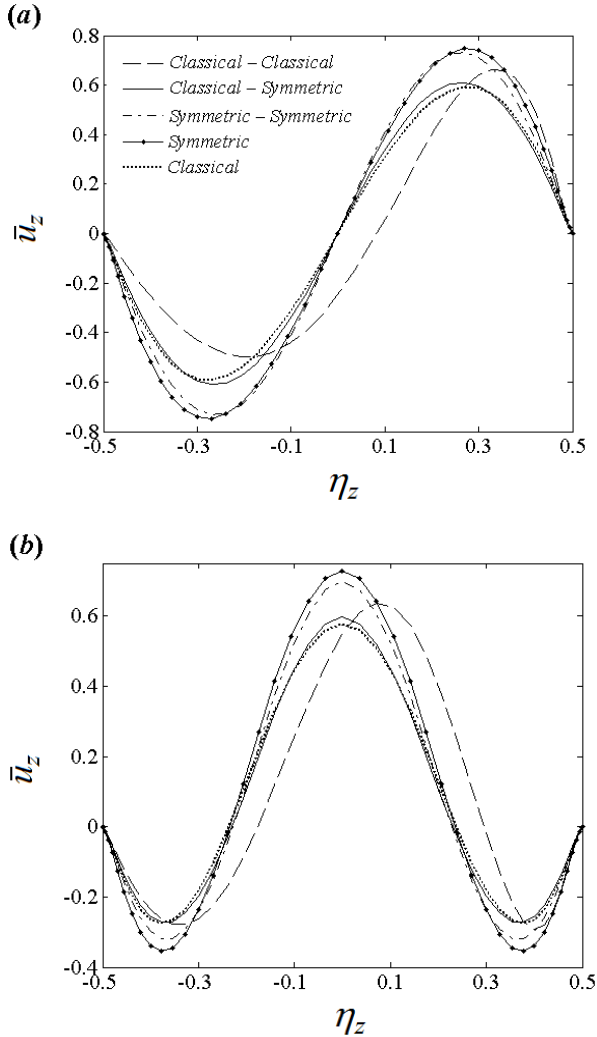 (a)
0.8
0.6
0.4
0.2
0
-0.2
-0.4
-0.6
-0.8
Classical – Classical
Classical – Symmetric
Symmetric – Symmetric
Symmetric
Classical
ūz
-0.5 -0.3 -0.1 0.1 0.3 0.5
ηz
(b)
0.6
0.4
0.2
0
-0.2
-0.4
ūz
-0.5 -0.3 -0.1 0.1 0.3 0.5
ηz